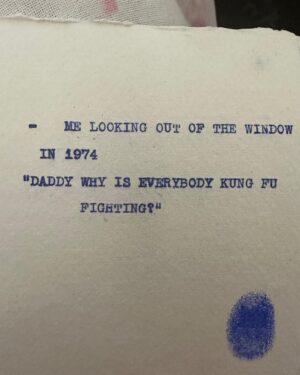 - ME LOOKING OUT OF THE WINDOW
IN 1974
"DADDY WHY IS EVERYBODY KUNG FU
FIGHTING?"